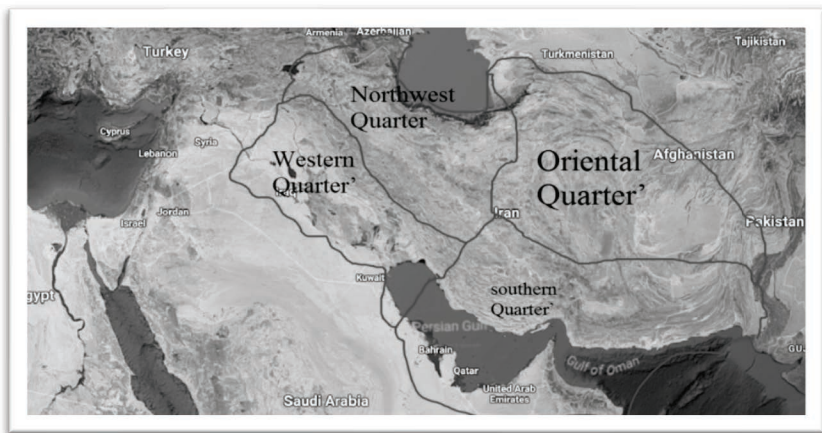 Armenia
Azerbaijan
Turkey
Tajikistan
Turkmenistan
Northwest
Quarter
Cyprus
Syria
Lebanon
Western
Quarter’
Oriental
Quarter’
Afghanistan
Israel
Jordan
Iran
Pakistan
Kuwait
southern
Quarter`
Egypt
Persian Gulf
Bahrain
Gulf of Oman
Qatar
United Arab
Emirates
Saudi Arabia